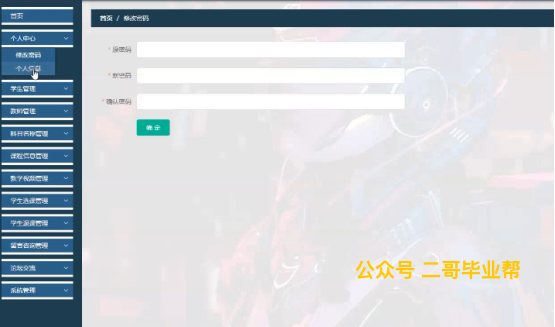 首页
首页 / 修改密码
个人中心
修改密码
个人信息
* 原密码
* 新密码
* 确认密码
确定
学生管理
教师管理
科目名称管理
课程信息管理
教学视频管理
学生选课管理
学生退课管理
留言咨询管理
论坛交流
系统管理
公众号 二哥毕业帮